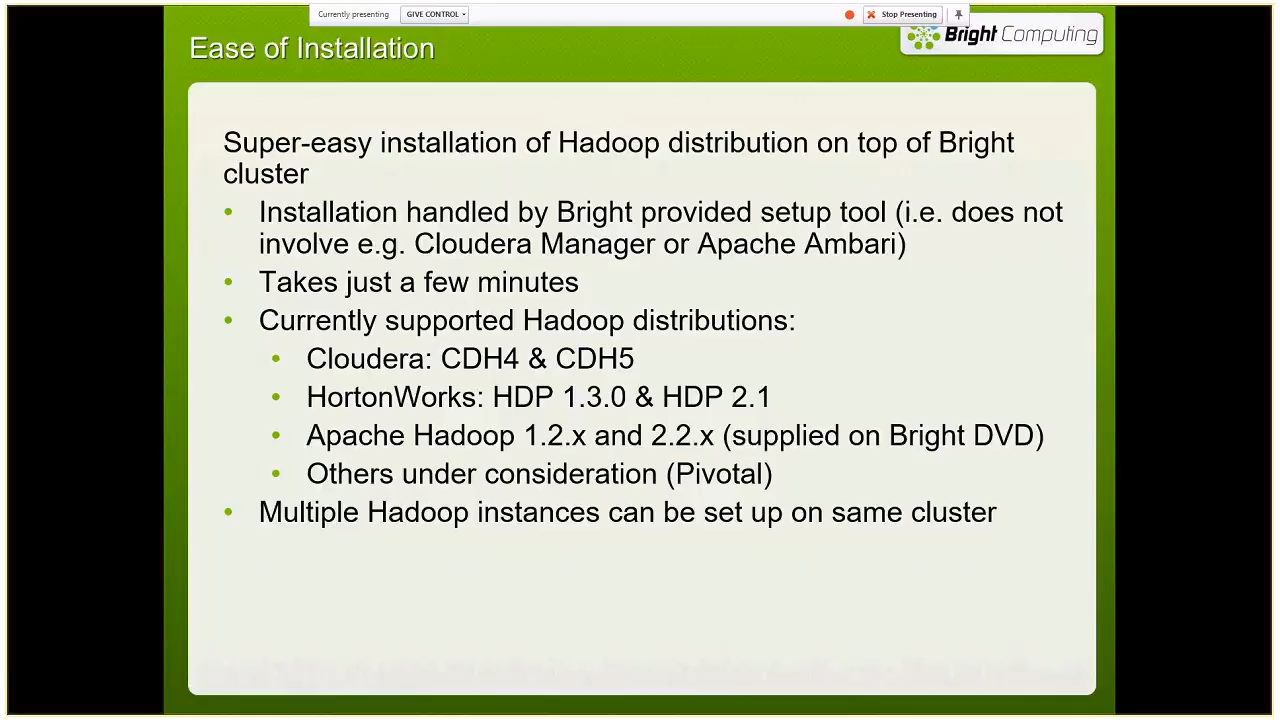 Currently presenting GIVE CONTROL Stop Presenting
Ease of Installation
Bright Computing
Super-easy installation of Hadoop distribution on top of Bright
cluster
• Installation handled by Bright provided setup tool (i.e. does not
involve e.g. Cloudera Manager or Apache Ambari)
• Takes just a few minutes
• Currently supported Hadoop distributions:
• Cloudera: CDH4 & CDH5
• HortonWorks: HDP 1.3.0 & HDP 2.1
• Apache Hadoop 1.2.x and 2.2.x (supplied on Bright DVD)
• Others under consideration (Pivotal)
• Multiple Hadoop instances can be set up on same cluster